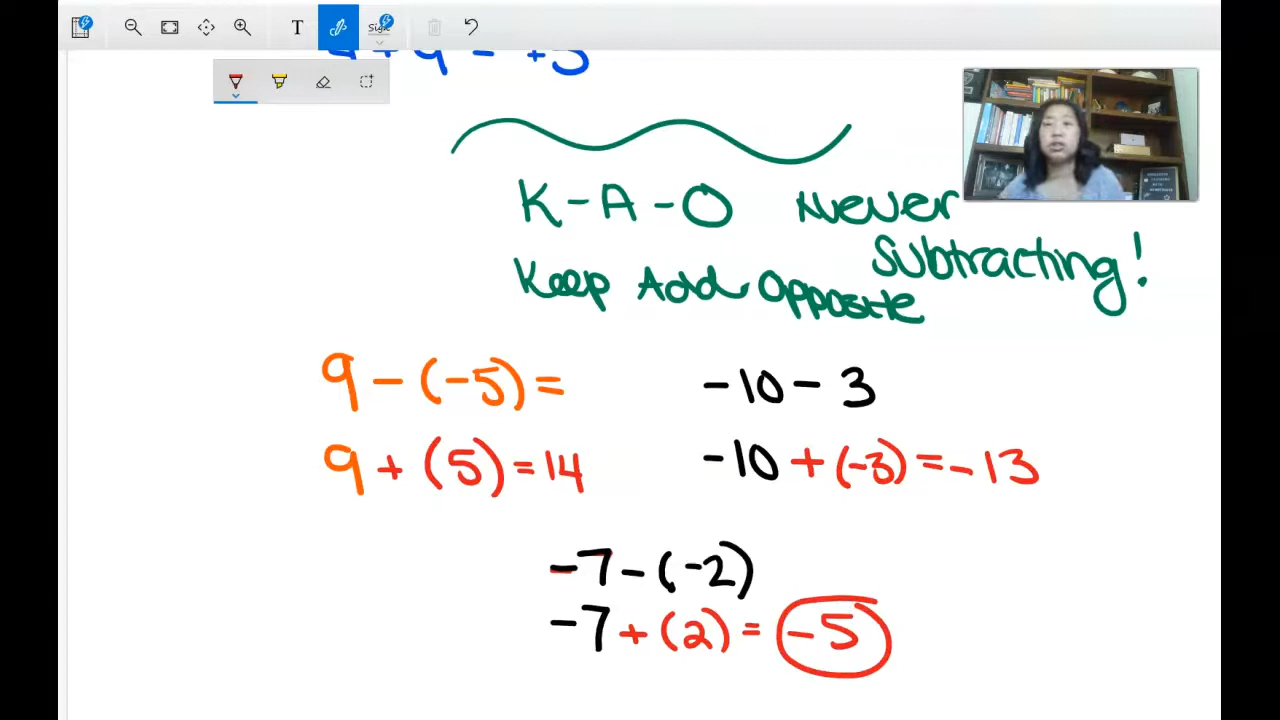 T
K-A-O Never
Subtracting!
Keep Add Opposite
9 - (-5) =
9 + (5) = 14
-10 - 3
-10 + (-3) = -13
-7 - (-2)
-7 + (2) = -5